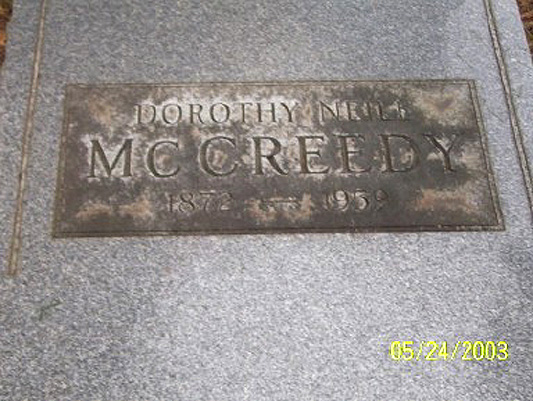 DOROTHY NEILL
MCCREEDY
1872 — 1959
05/24/2003